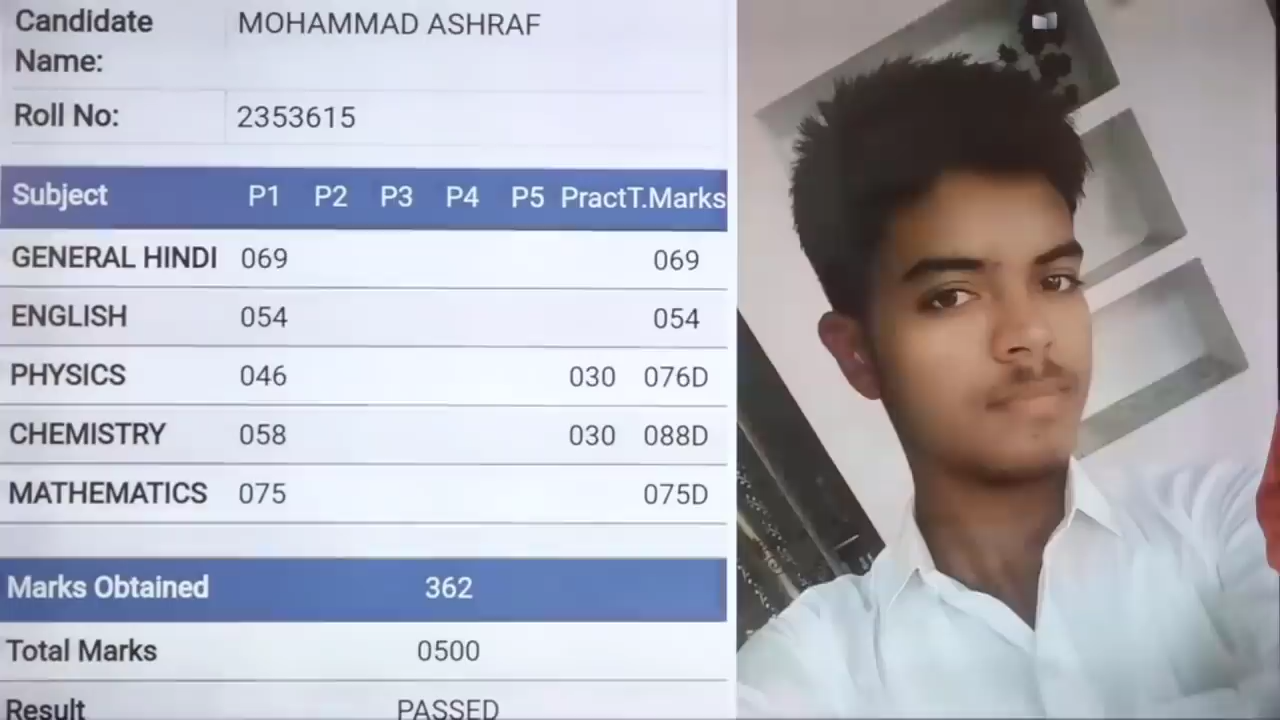 Candidate Name: MOHAMMAD ASHRAF
Roll No: 2353615
Subject P1 P2 P3 P4 P5 Pract T.Marks
GENERAL HINDI 069 069
ENGLISH 054 054
PHYSICS 046 030 076D
CHEMISTRY 058 030 088D
MATHEMATICS 075 075D
Marks Obtained 362
Total Marks 0500
Result PASSED